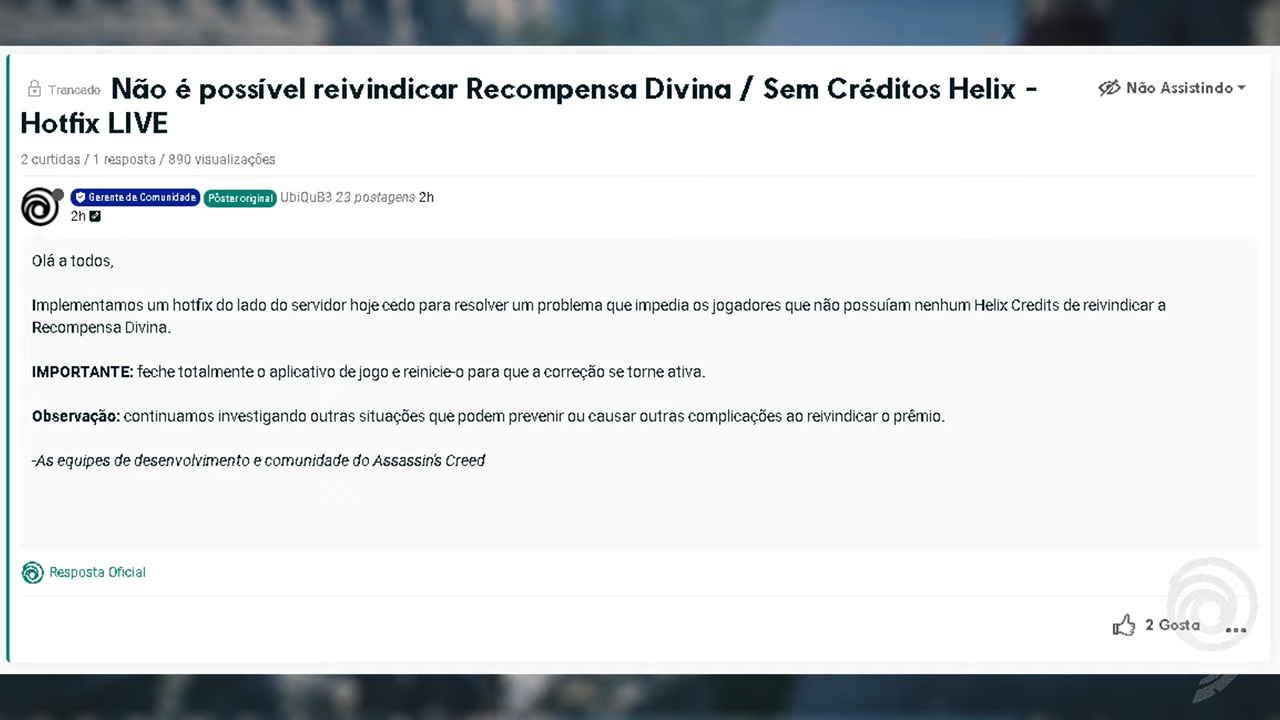 Trancado Não é possível reivindicar Recompensa Divina / Sem Créditos Helix -
Hotfix LIVE
Não Assistindo
2 curtidas / 1 resposta / 890 visualizações
Gerente de Comunidade Pôster original UbiQuB3 23 postagens 2h
2h
Olá a todos,
Implementamos um hotfix do lado do servidor hoje cedo para resolver um problema que impedia os jogadores que não possuíam nenhum Helix Credits de reivindicar a
Recompensa Divina.
IMPORTANTE: feche totalmente o aplicativo de jogo e reinicie-o para que a correção se torne ativa.
Observação: continuamos investigando outras situações que podem prevenir ou causar outras complicações ao reivindicar o prêmio.
-As equipes de desenvolvimento e comunidade do Assassin's Creed
Resposta Oficial
2 Gosta ...